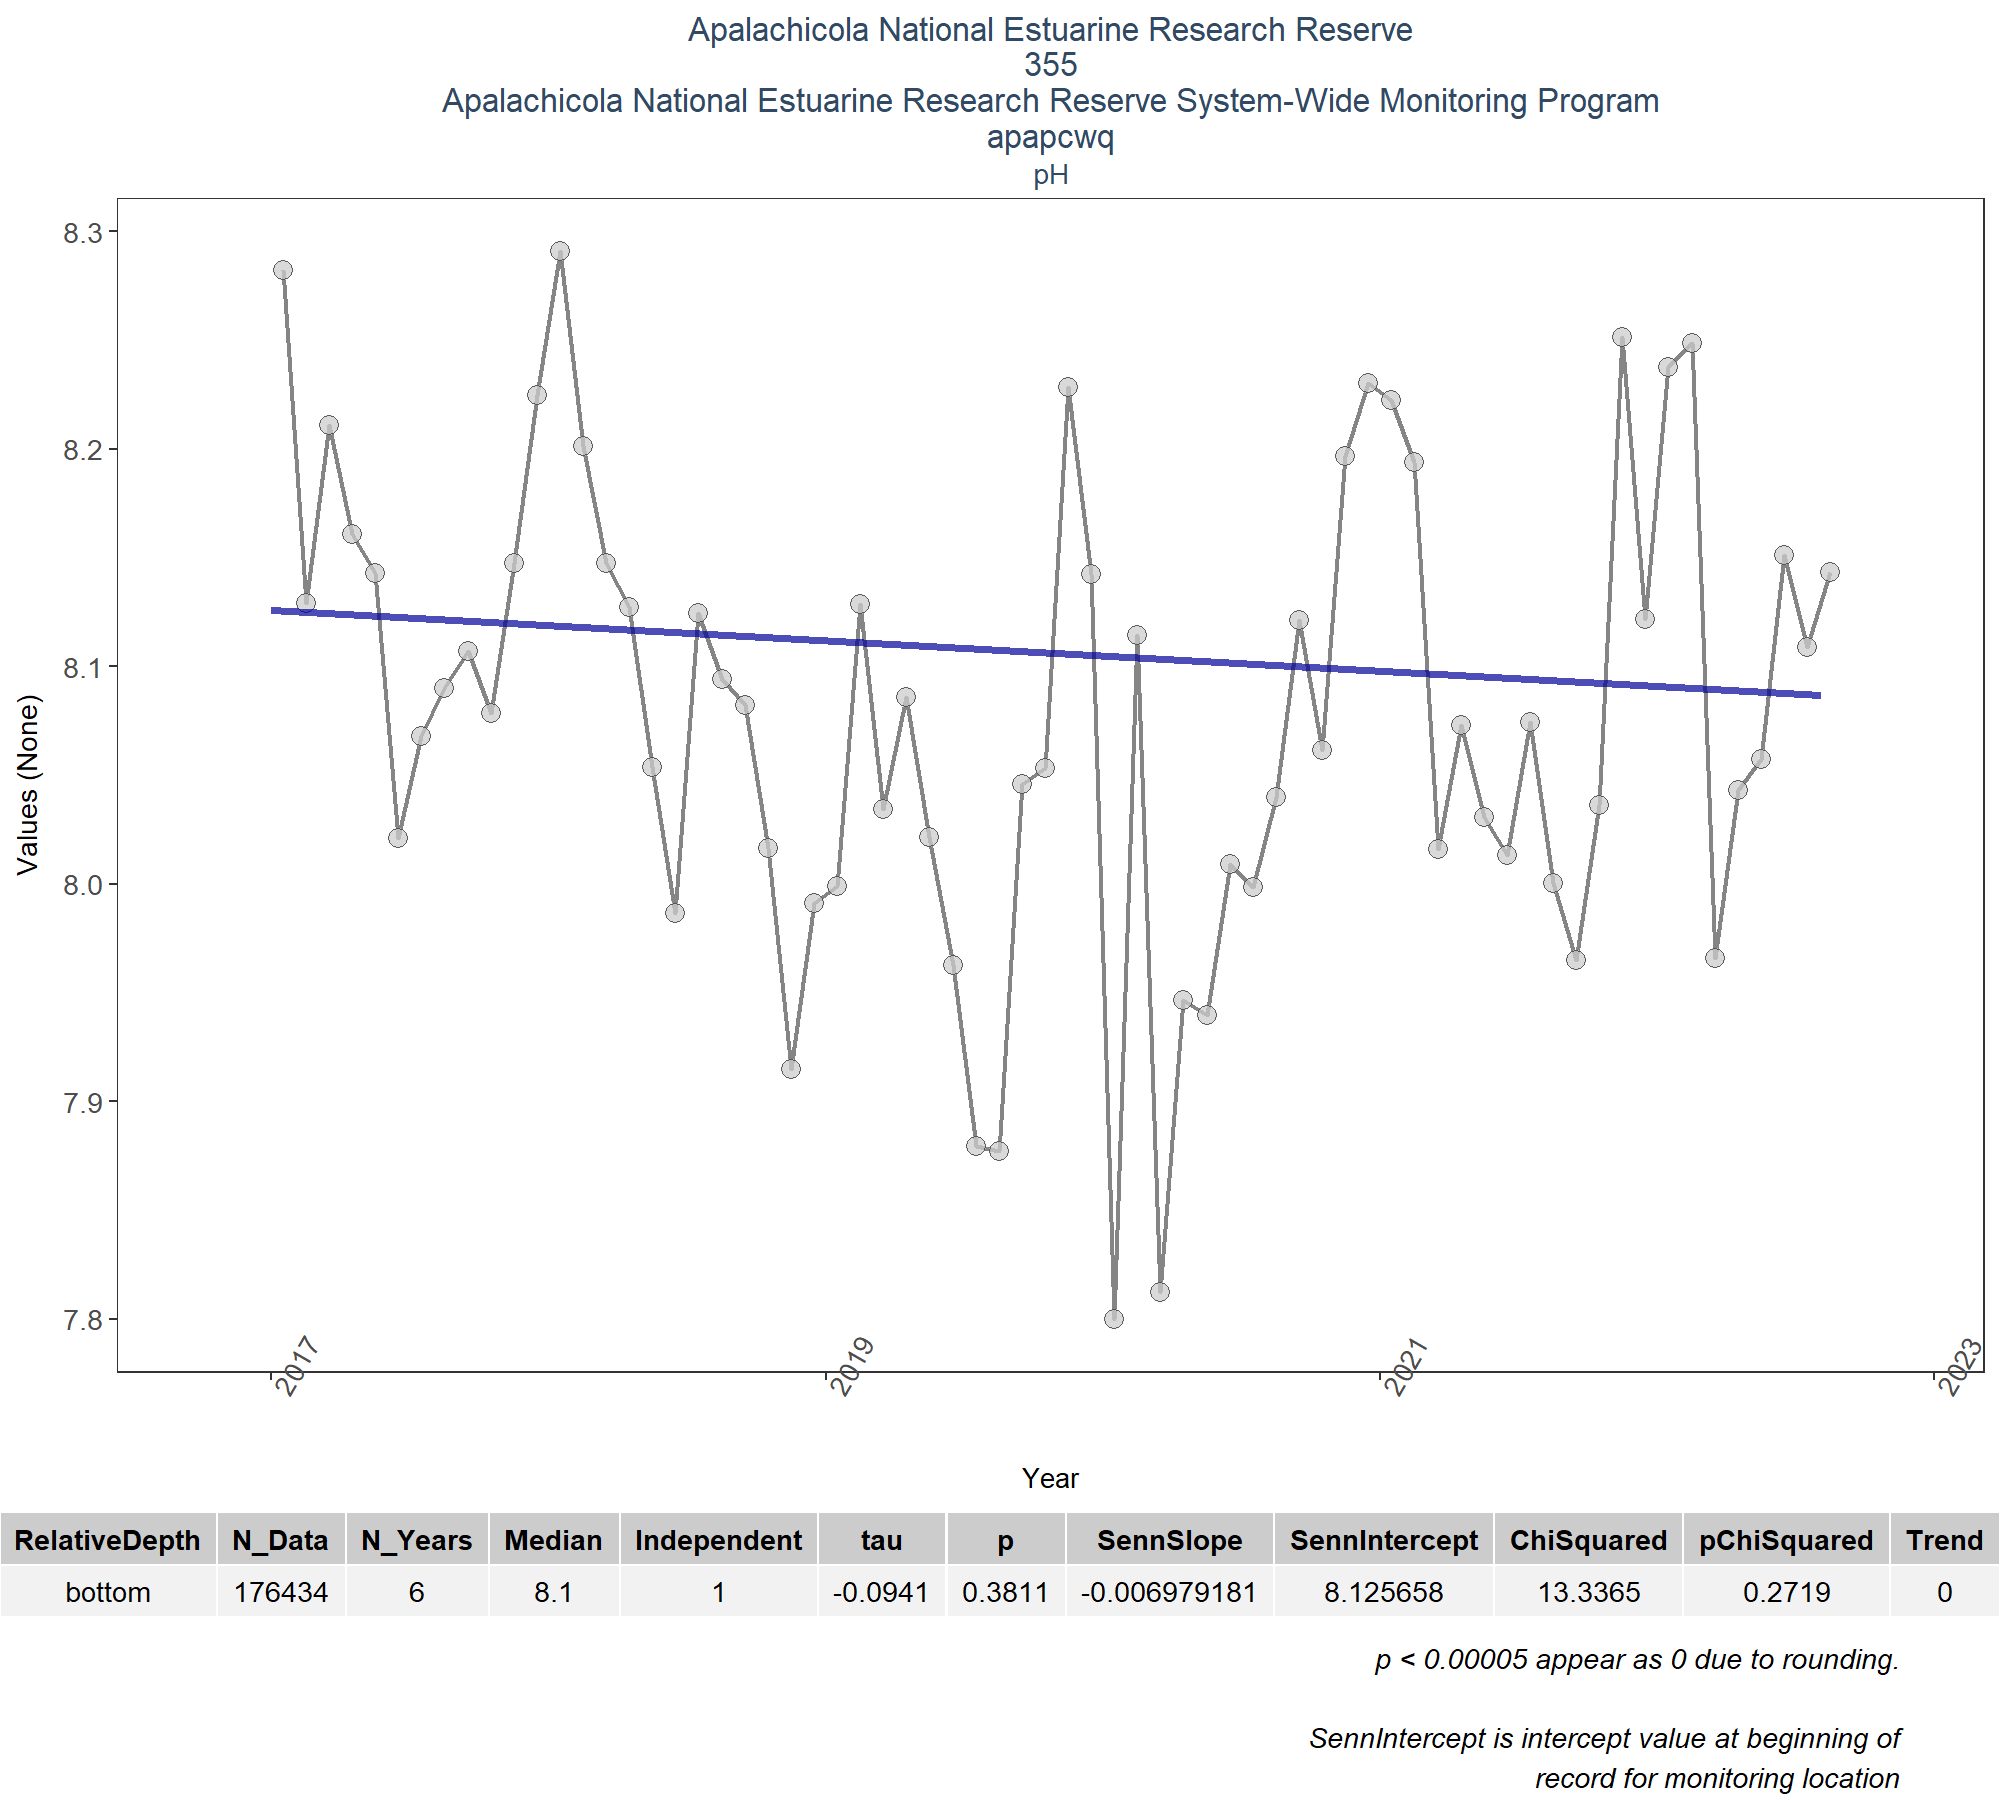 Apalachicola National Estuarine Research Reserve
355
Apalachicola National Estuarine Research Reserve System-Wide Monitoring Program
apapcwq
pH
Values (None)
8.3
8.2
8.1
8.0
7.9
7.8
2017
2019
2021
2023
Year
RelativeDepth N_Data N_Years Median Independent tau p SennSlope SennIntercept ChiSquared pChiSquared Trend
bottom 176434 6 8.1 1 -0.0941 0.3811 -0.006979181 8.125658 13.3365 0.2719 0
p < 0.00005 appear as 0 due to rounding.
SennIntercept is intercept value at beginning of
record for monitoring location